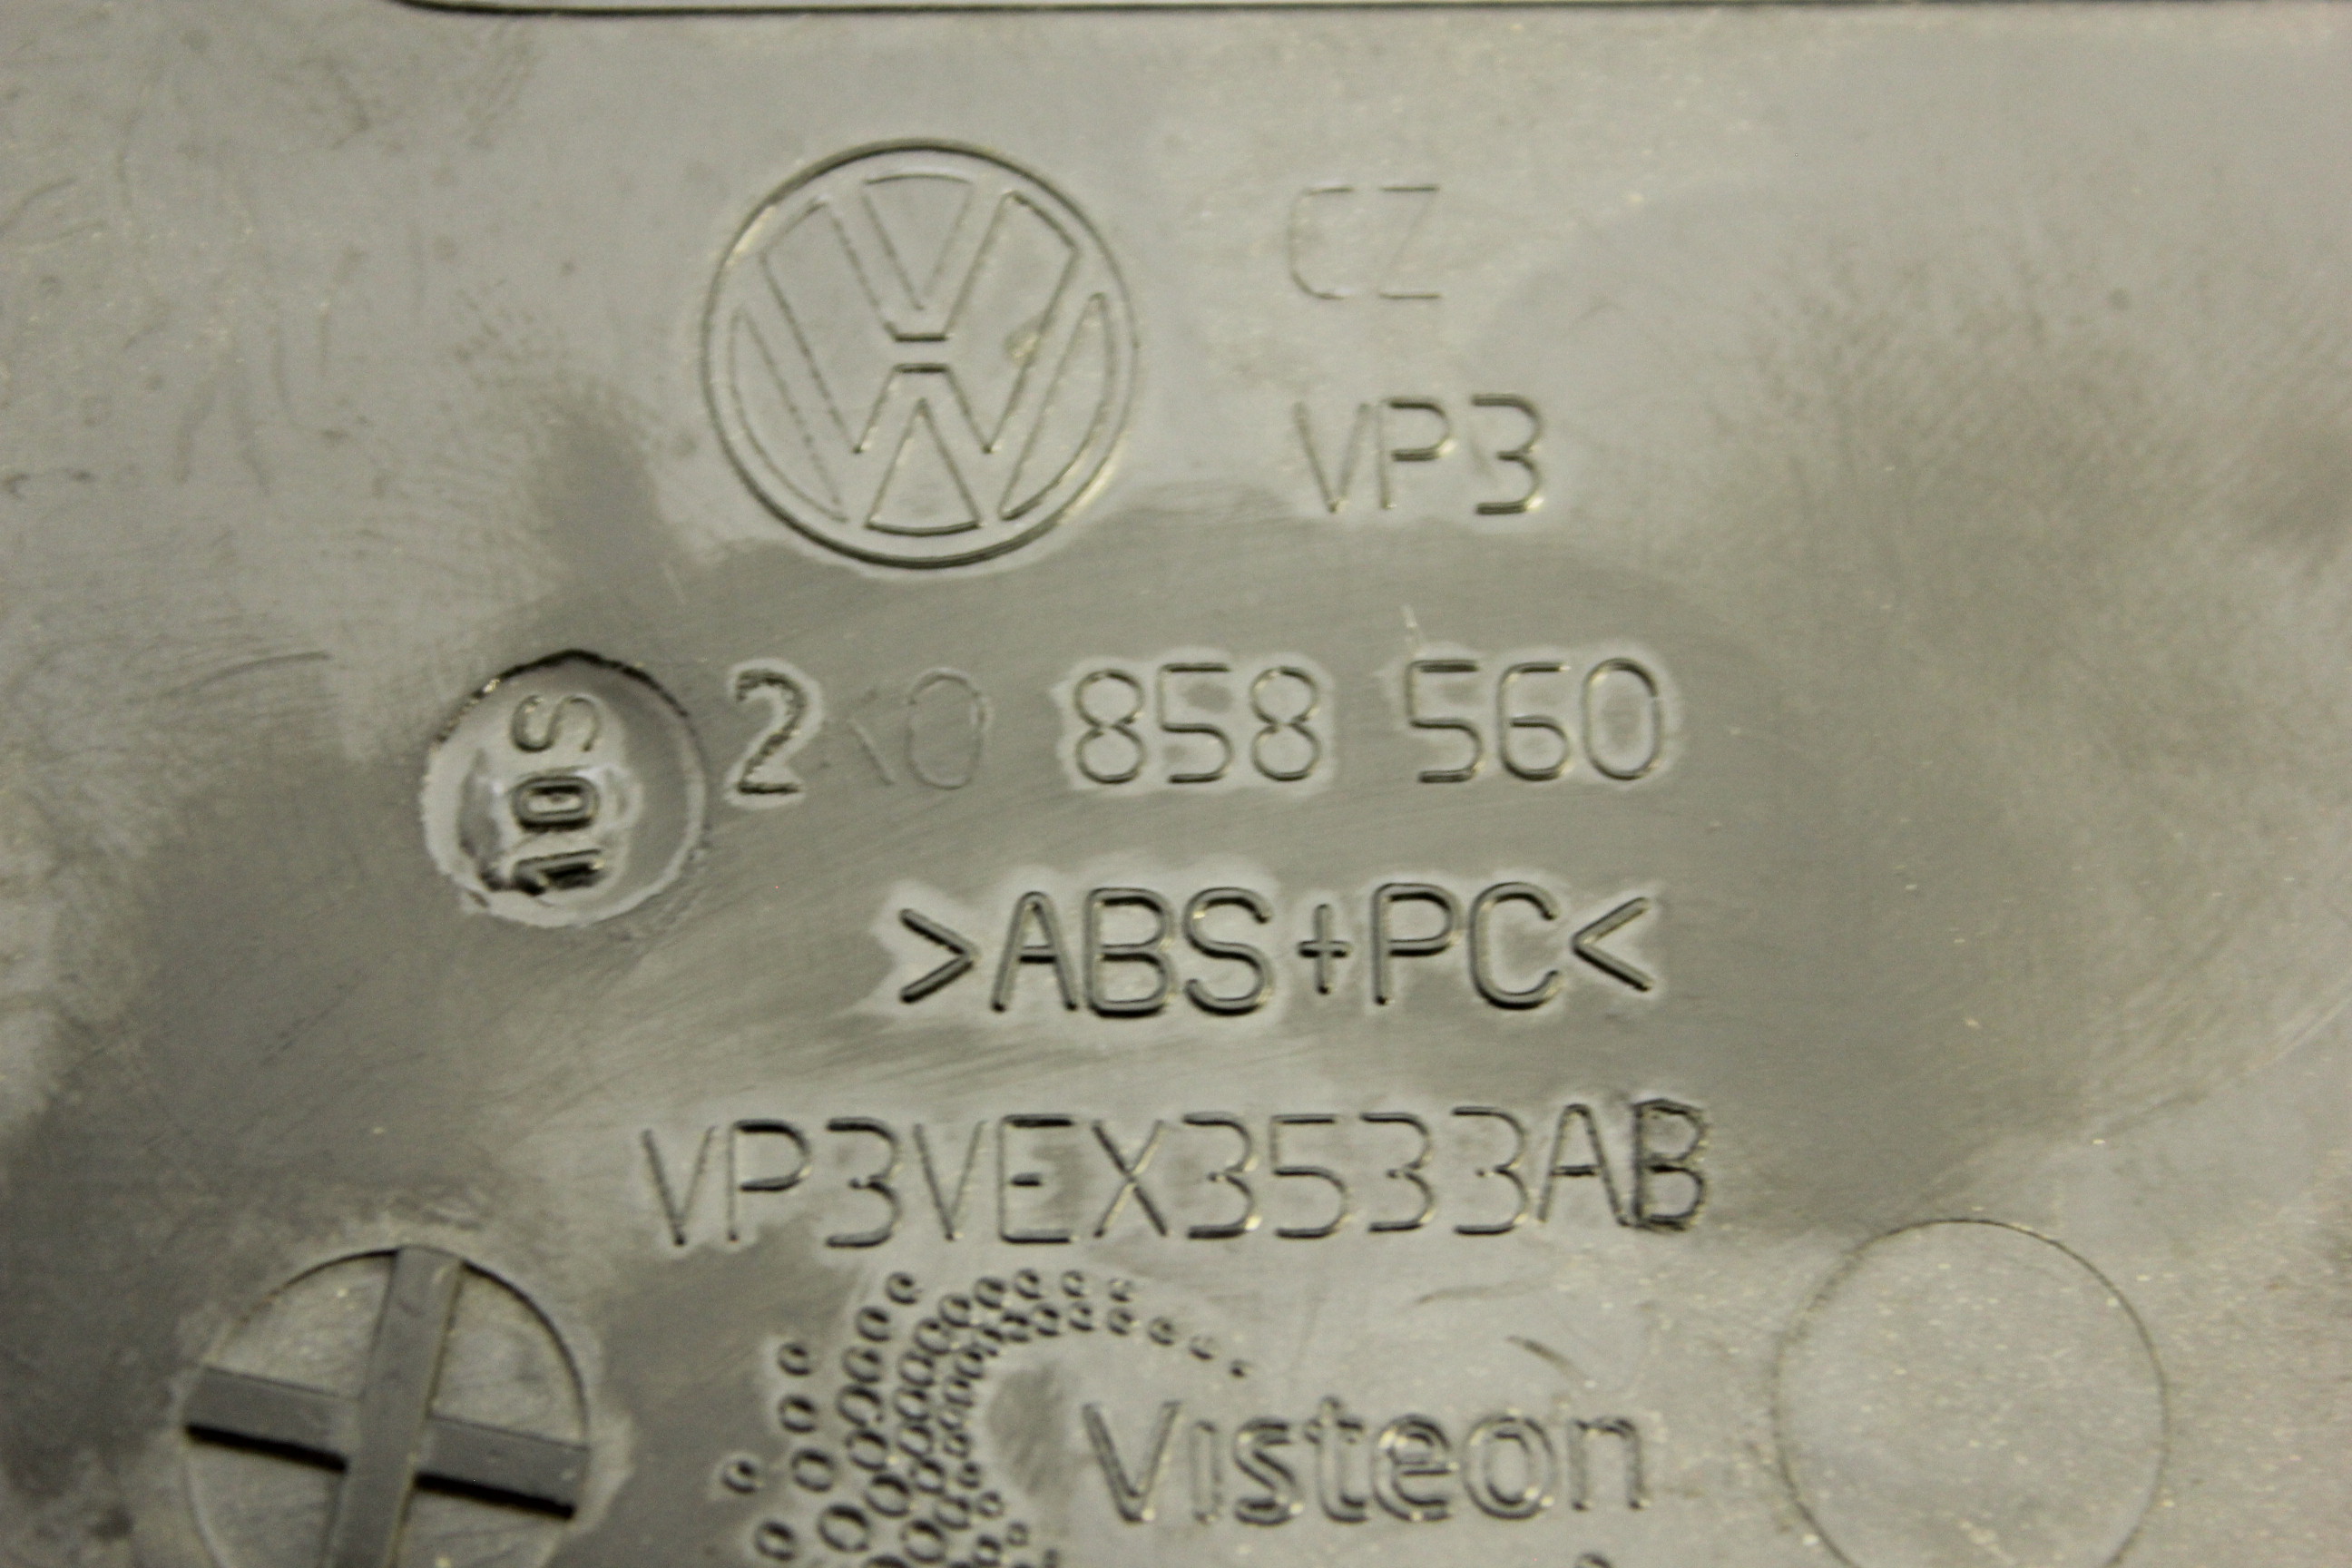 CZ
VP3
10S
2K0 858 560
>ABS+PC<
VP3VEX3533AB
Visteon